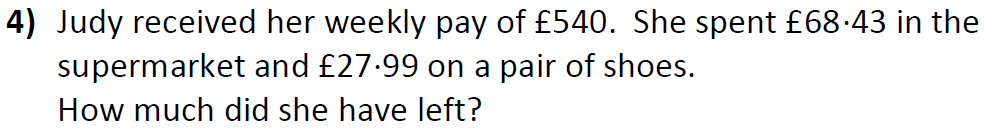 4) Judy received her weekly pay of £540. She spent £68·43 in the
supermarket and £27·99 on a pair of shoes.
How much did she have left?